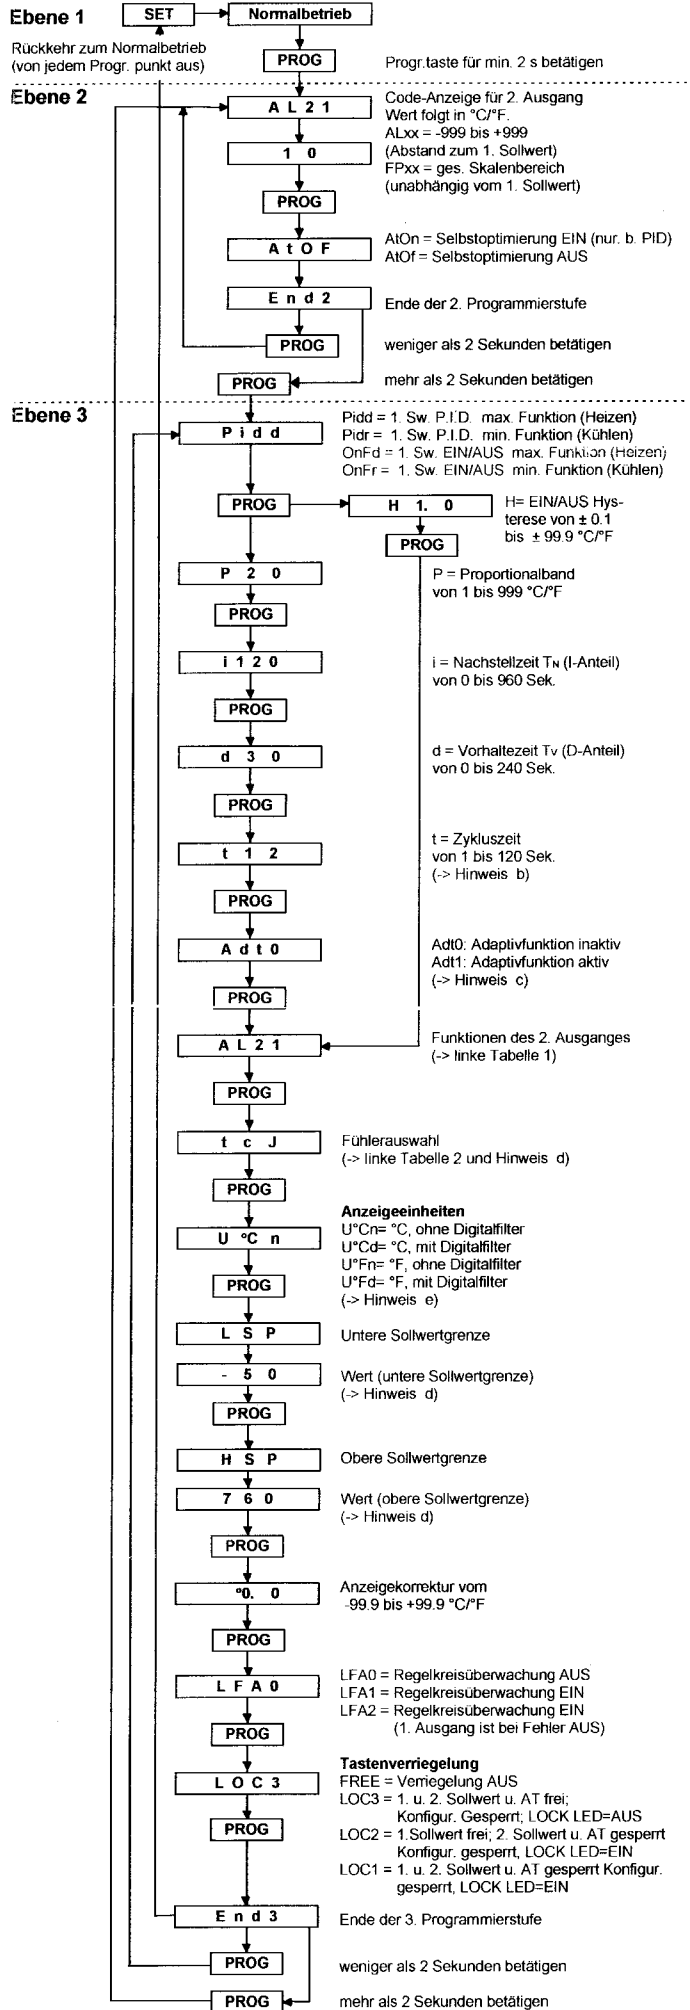 Ebene 1
SET
Normalbetrieb
Rückkehr zum Normalbetrieb
(von jedem Progr. punkt aus)
PROG
Progr.taste für min. 2 s betätigen
Ebene 2
A L 2 1
Code-Anzeige für 2. Ausgang
Wert folgt in °C/°F.
ALxx = -999 bis +999
(Abstand zum 1. Sollwert)
FPxx = ges. Skalenbereich
(unabhängig vom 1. Sollwert)
1 0
PROG
A t O F
AtOn = Selbstoptimierung EIN (nur. b. PID)
AtOf = Selbstoptimierung AUS
E n d 2
Ende der 2. Programmierstufe
PROG
weniger als 2 Sekunden betätigen
PROG
mehr als 2 Sekunden betätigen
Ebene 3
P i d d
Pidd = 1. Sw. P.I.D. max. Funktion (Heizen)
Pidr = 1. Sw. P.I.D. min. Funktion (Kühlen)
OnFd = 1. Sw. EIN/AUS max. Funktion (Heizen)
OnFr = 1. Sw. EIN/AUS min. Funktion (Kühlen)
PROG
H 1. 0
H= EIN/AUS Hys-
terese von ± 0.1
bis ± 99.9 °C/°F
PROG
P 2 0
P = Proportionalband
von 1 bis 999 °C/°F
PROG
i 1 2 0
i = Nachstellzeit TN (I-Anteil)
von 0 bis 960 Sek.
PROG
d 3 0
d = Vorhaltezeit Tv (D-Anteil)
von 0 bis 240 Sek.
PROG
t 1 2
t = Zykluszeit
von 1 bis 120 Sek.
(-> Hinweis b)
PROG
A d t 0
Adt0: Adaptivfunktion inaktiv
Adt1: Adaptivfunktion aktiv
(-> Hinweis c)
PROG
A L 2 1
Funktionen des 2. Ausganges
(-> linke Tabelle 1)
PROG
t c J
Fühlerauswahl
(-> linke Tabelle 2 und Hinweis d)
PROG
U °C n
Anzeigeeinheiten
U°Cn= °C, ohne Digitalfilter
U°Cd= °C, mit Digitalfilter
U°Fn= °F, ohne Digitalfilter
U°Fd= °F, mit Digitalfilter
(-> Hinweis e)
PROG
L S P
Untere Sollwertgrenze
- 5 0
Wert (untere Sollwertgrenze)
(-> Hinweis d)
PROG
H S P
Obere Sollwertgrenze
7 6 0
Wert (obere Sollwertgrenze)
(-> Hinweis d)
PROG
°0. 0
Anzeigekorrektur vom
-99.9 bis +99.9 °C/°F
PROG
L F A 0
LFA0 = Regelkreisüberwachung AUS
LFA1 = Regelkreisüberwachung EIN
LFA2 = Regelkreisüberwachung EIN
(1. Ausgang ist bei Fehler AUS)
PROG
Tastenverriegelung
L O C 3
FREE = Verriegelung AUS
LOC3 = 1. u. 2. Sollwert u. AT frei;
Konfigur. Gesperrt; LOCK LED=AUS
PROG
LOC2 = 1.Sollwert frei; 2. Sollwert u. AT gesperrt
Konfigur. gesperrt, LOCK LED=EIN
LOC1 = 1. u. 2. Sollwert u. AT gesperrt Konfigur.
gesperrt, LOCK LED=EIN
E n d 3
Ende der 3. Programmierstufe
PROG
weniger als 2 Sekunden betätigen
PROG
mehr als 2 Sekunden betätigen